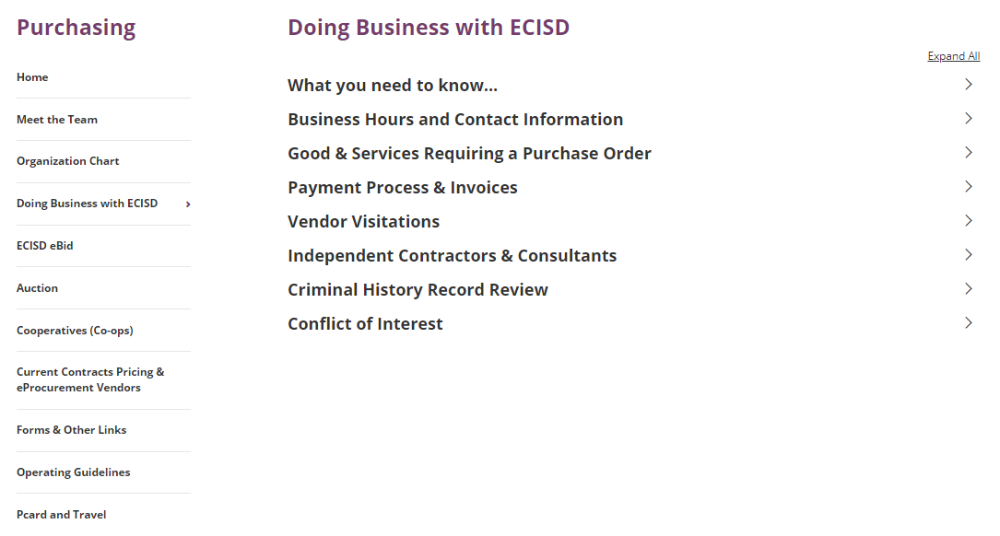 Purchasing
Home
Meet the Team
Organization Chart
Doing Business with ECISD
ECISD eBid
Auction
Cooperatives (Co-ops)
Current Contracts Pricing &
eProcurement Vendors
Forms & Other Links
Operating Guidelines
Pcard and Travel
Doing Business with ECISD
Expand All
What you need to know...
Business Hours and Contact Information
Good & Services Requiring a Purchase Order
Payment Process & Invoices
Vendor Visitations
Independent Contractors & Consultants
Criminal History Record Review
Conflict of Interest